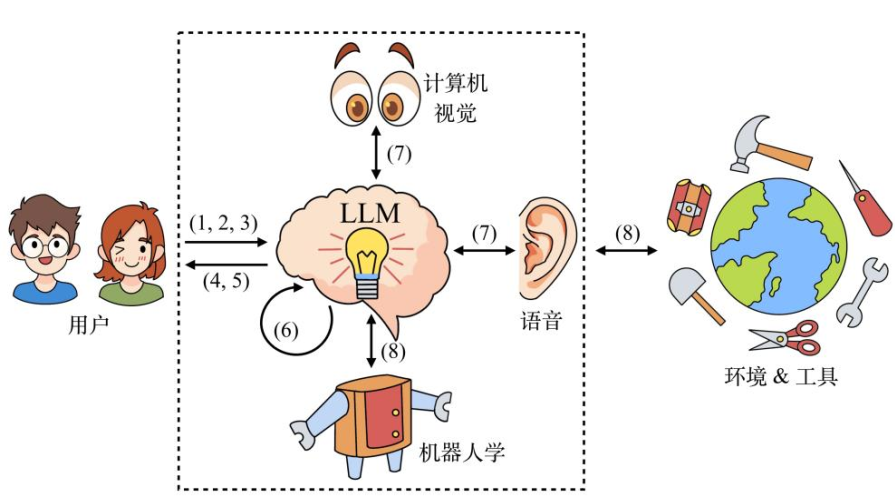 计算机
视觉
(7)
LLM
(1, 2, 3)
(4, 5)
(7)
(8)
(6)
(8)
用户
语音
环境 & 工具
机器人学